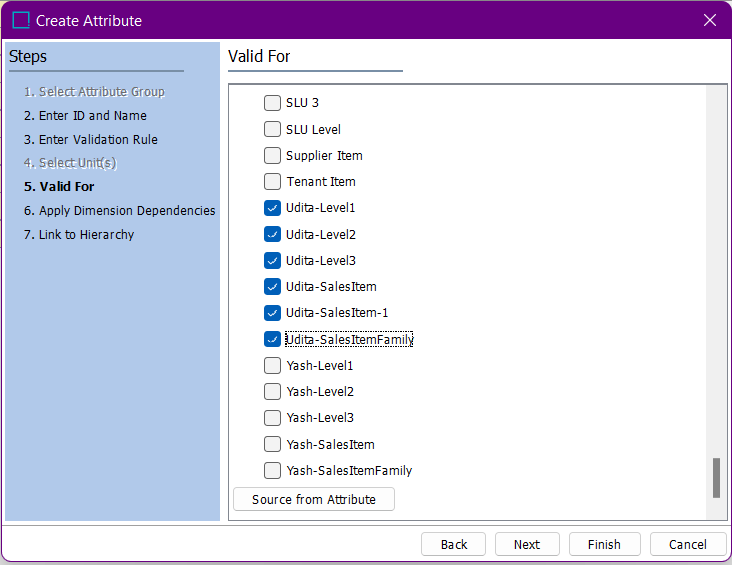 Create Attribute
Steps
1. Select Attribute Group
2. Enter ID and Name
3. Enter Validation Rule
4. Select Unit(s)
5. Valid For
6. Apply Dimension Dependencies
7. Link to Hierarchy
Valid For
SLU 3
SLU Level
Supplier Item
Tenant Item
Udita-Level1
Udita-Level2
Udita-Level3
Udita-SalesItem
Udita-SalesItem-1
Udita-SalesItemFamily
Yash-Level1
Yash-Level2
Yash-Level3
Yash-SalesItem
Yash-SalesItemFamily
Source from Attribute
Back Next Finish Cancel